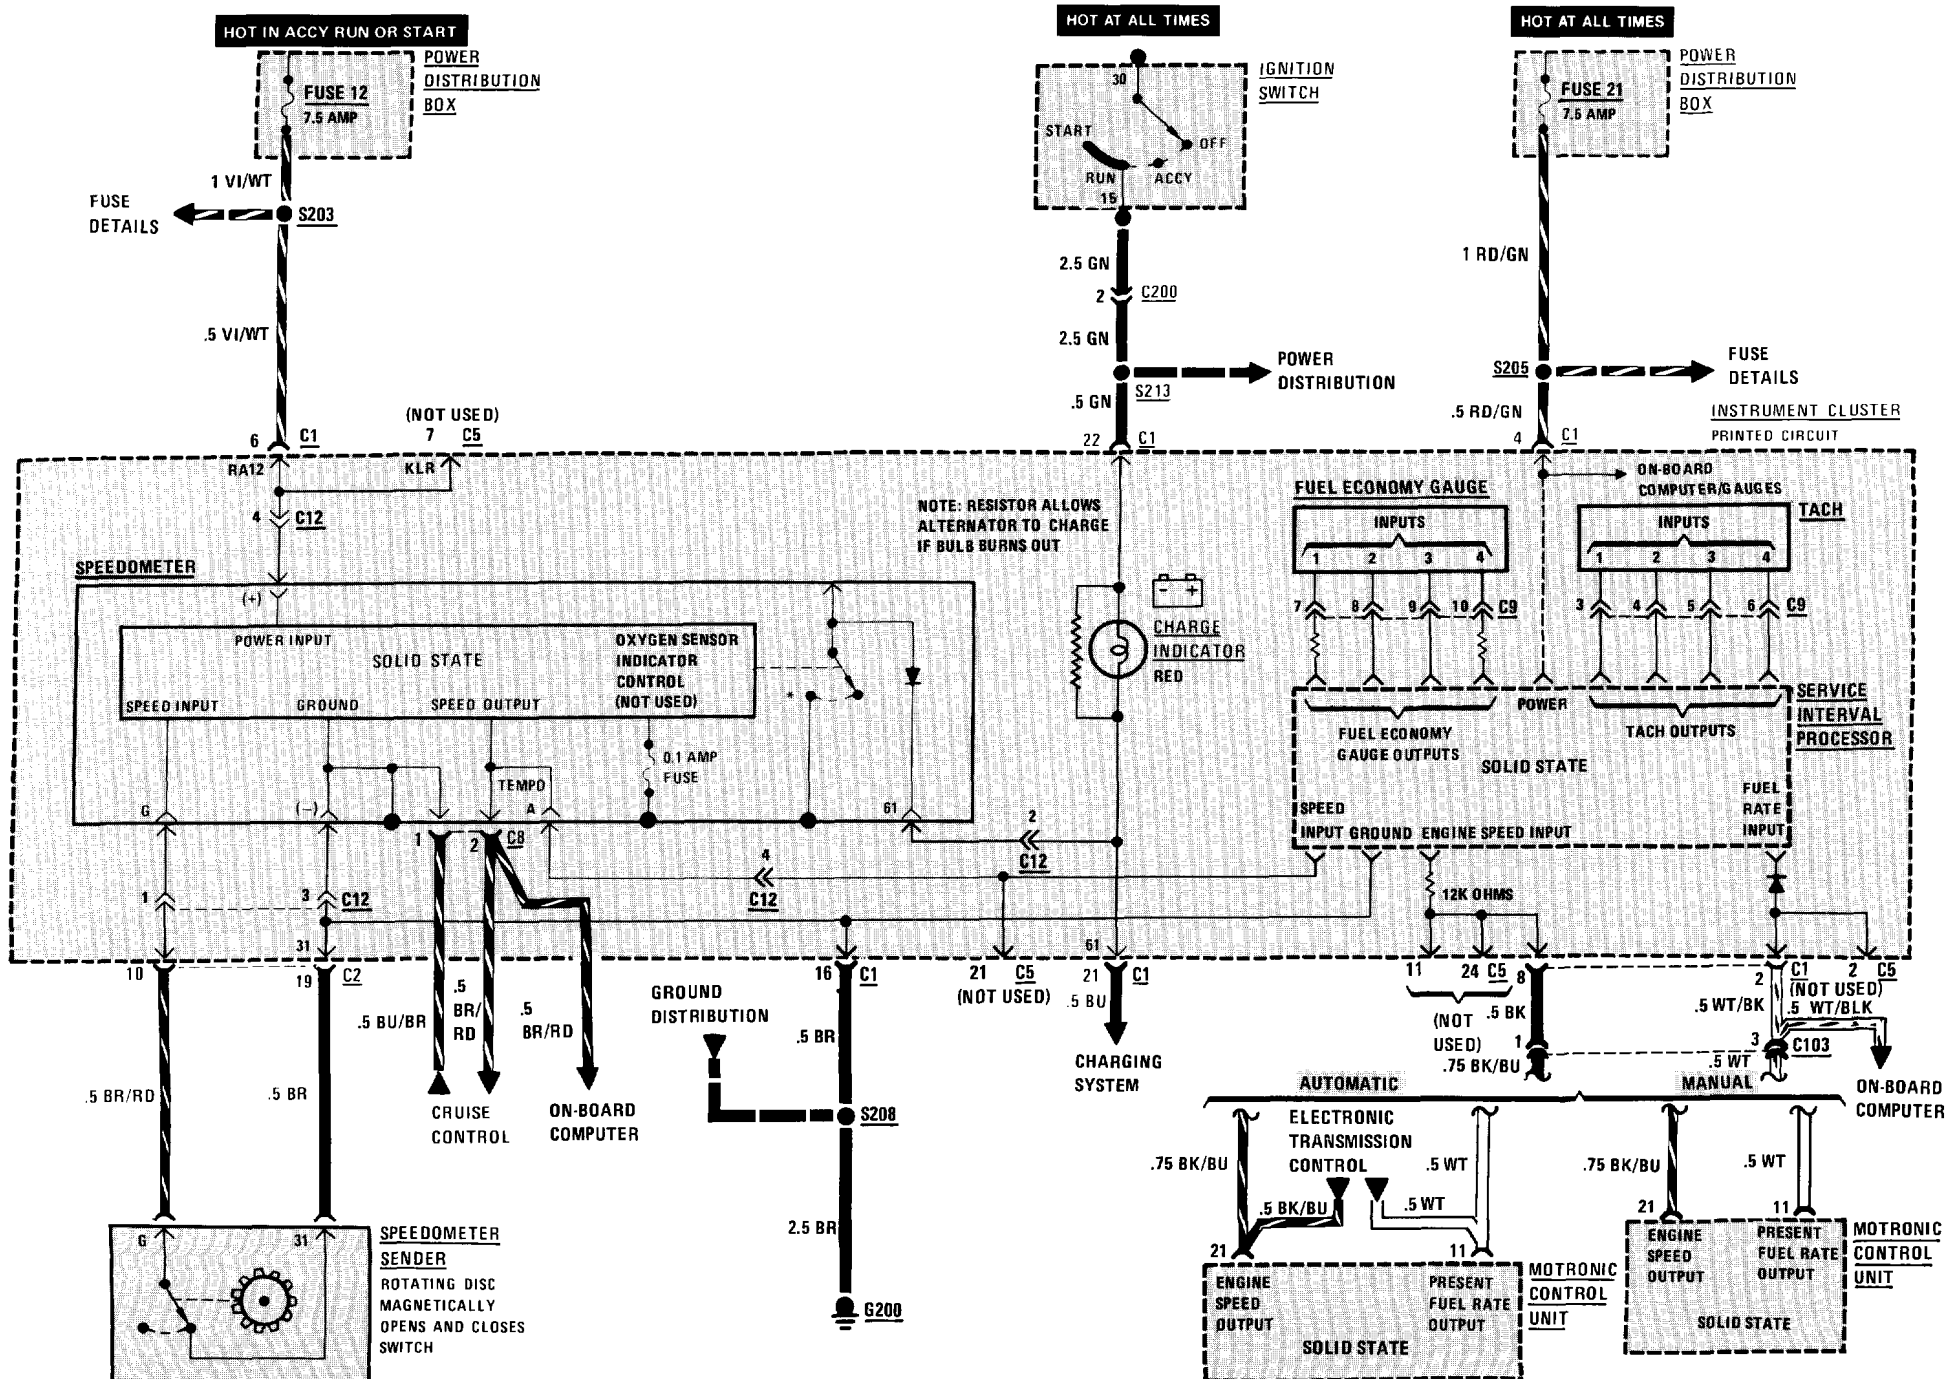 HOT IN ACCY RUN OR START
HOT AT ALL TIMES
HOT AT ALL TIMES
FUSE 12
7.5 AMP
POWER
DISTRIBUTION
BOX
30
START
OFF
RUN
ACCY
15
IGNITION
SWITCH
FUSE 21
7.5 AMP
POWER
DISTRIBUTION
BOX
1 VI/WT
FUSE
DETAILS
S203
.5 VI/WT
2.5 GN
2 C200
2.5 GN
S213
POWER
DISTRIBUTION
.5 GN
1 RD/GN
S205
FUSE
DETAILS
.5 RD/GN
INSTRUMENT CLUSTER
PRINTED CIRCUIT
6 C1
(NOT USED)
7 C5
22 C1
4 C1
RA12
KLR
4 C12
NOTE: RESISTOR ALLOWS
ALTERNATOR TO CHARGE
IF BULB BURNS OUT
ON-BOARD
COMPUTER/GAUGES
FUEL ECONOMY GAUGE
INPUTS
1 2 3 4
7 8 9 10 C9
TACH
INPUTS
1 2 3 4
3 4 5 6 C9
SPEEDOMETER
(+)
POWER INPUT
SOLID STATE
OXYGEN SENSOR
INDICATOR
CONTROL
(NOT USED)
SPEED INPUT
GROUND
SPEED OUTPUT
*
0.1 AMP
FUSE
TEMPO
G
(—)
A
61
- +
CHARGE
INDICATOR
RED
POWER
FUEL ECONOMY
GAUGE OUTPUTS
TACH OUTPUTS
SOLID STATE
SPEED
INPUT GROUND ENGINE SPEED INPUT
FUEL
RATE
INPUT
SERVICE
INTERVAL
PROCESSOR
1 2 C8
2
C12
4
C12
1 3 C12
12K OHMS
31
61
10
19 C2
16 C1
21 C5
(NOT USED)
21 C1
11 24 C5
(NOT
USED)
8
2 C1
(NOT USED)
2 C5
.5 BU/BR
.5
BR/
RD
.5
BR/RD
CRUISE
CONTROL
ON-BOARD
COMPUTER
GROUND
DISTRIBUTION
.5 BR
S208
2.5 BR
G200
.5 BU
CHARGING
SYSTEM
.5 BK
1
.75 BK/BU
.5 WT/BK
.5 WT/BLK
3 C103
.5 WT
ON-BOARD
COMPUTER
.5 BR/RD
.5 BR
G
31
SPEEDOMETER
SENDER
ROTATING DISC
MAGNETICALLY
OPENS AND CLOSES
SWITCH
AUTOMATIC
MANUAL
ELECTRONIC
TRANSMISSION
CONTROL
.75 BK/BU
.5 WT
.5 BK/BU
.5 WT
21
11
ENGINE
SPEED
OUTPUT
PRESENT
FUEL RATE
OUTPUT
SOLID STATE
MOTRONIC
CONTROL
UNIT
.75 BK/BU
.5 WT
21
11
ENGINE
SPEED
OUTPUT
PRESENT
FUEL RATE
OUTPUT
SOLID STATE
MOTRONIC
CONTROL
UNIT